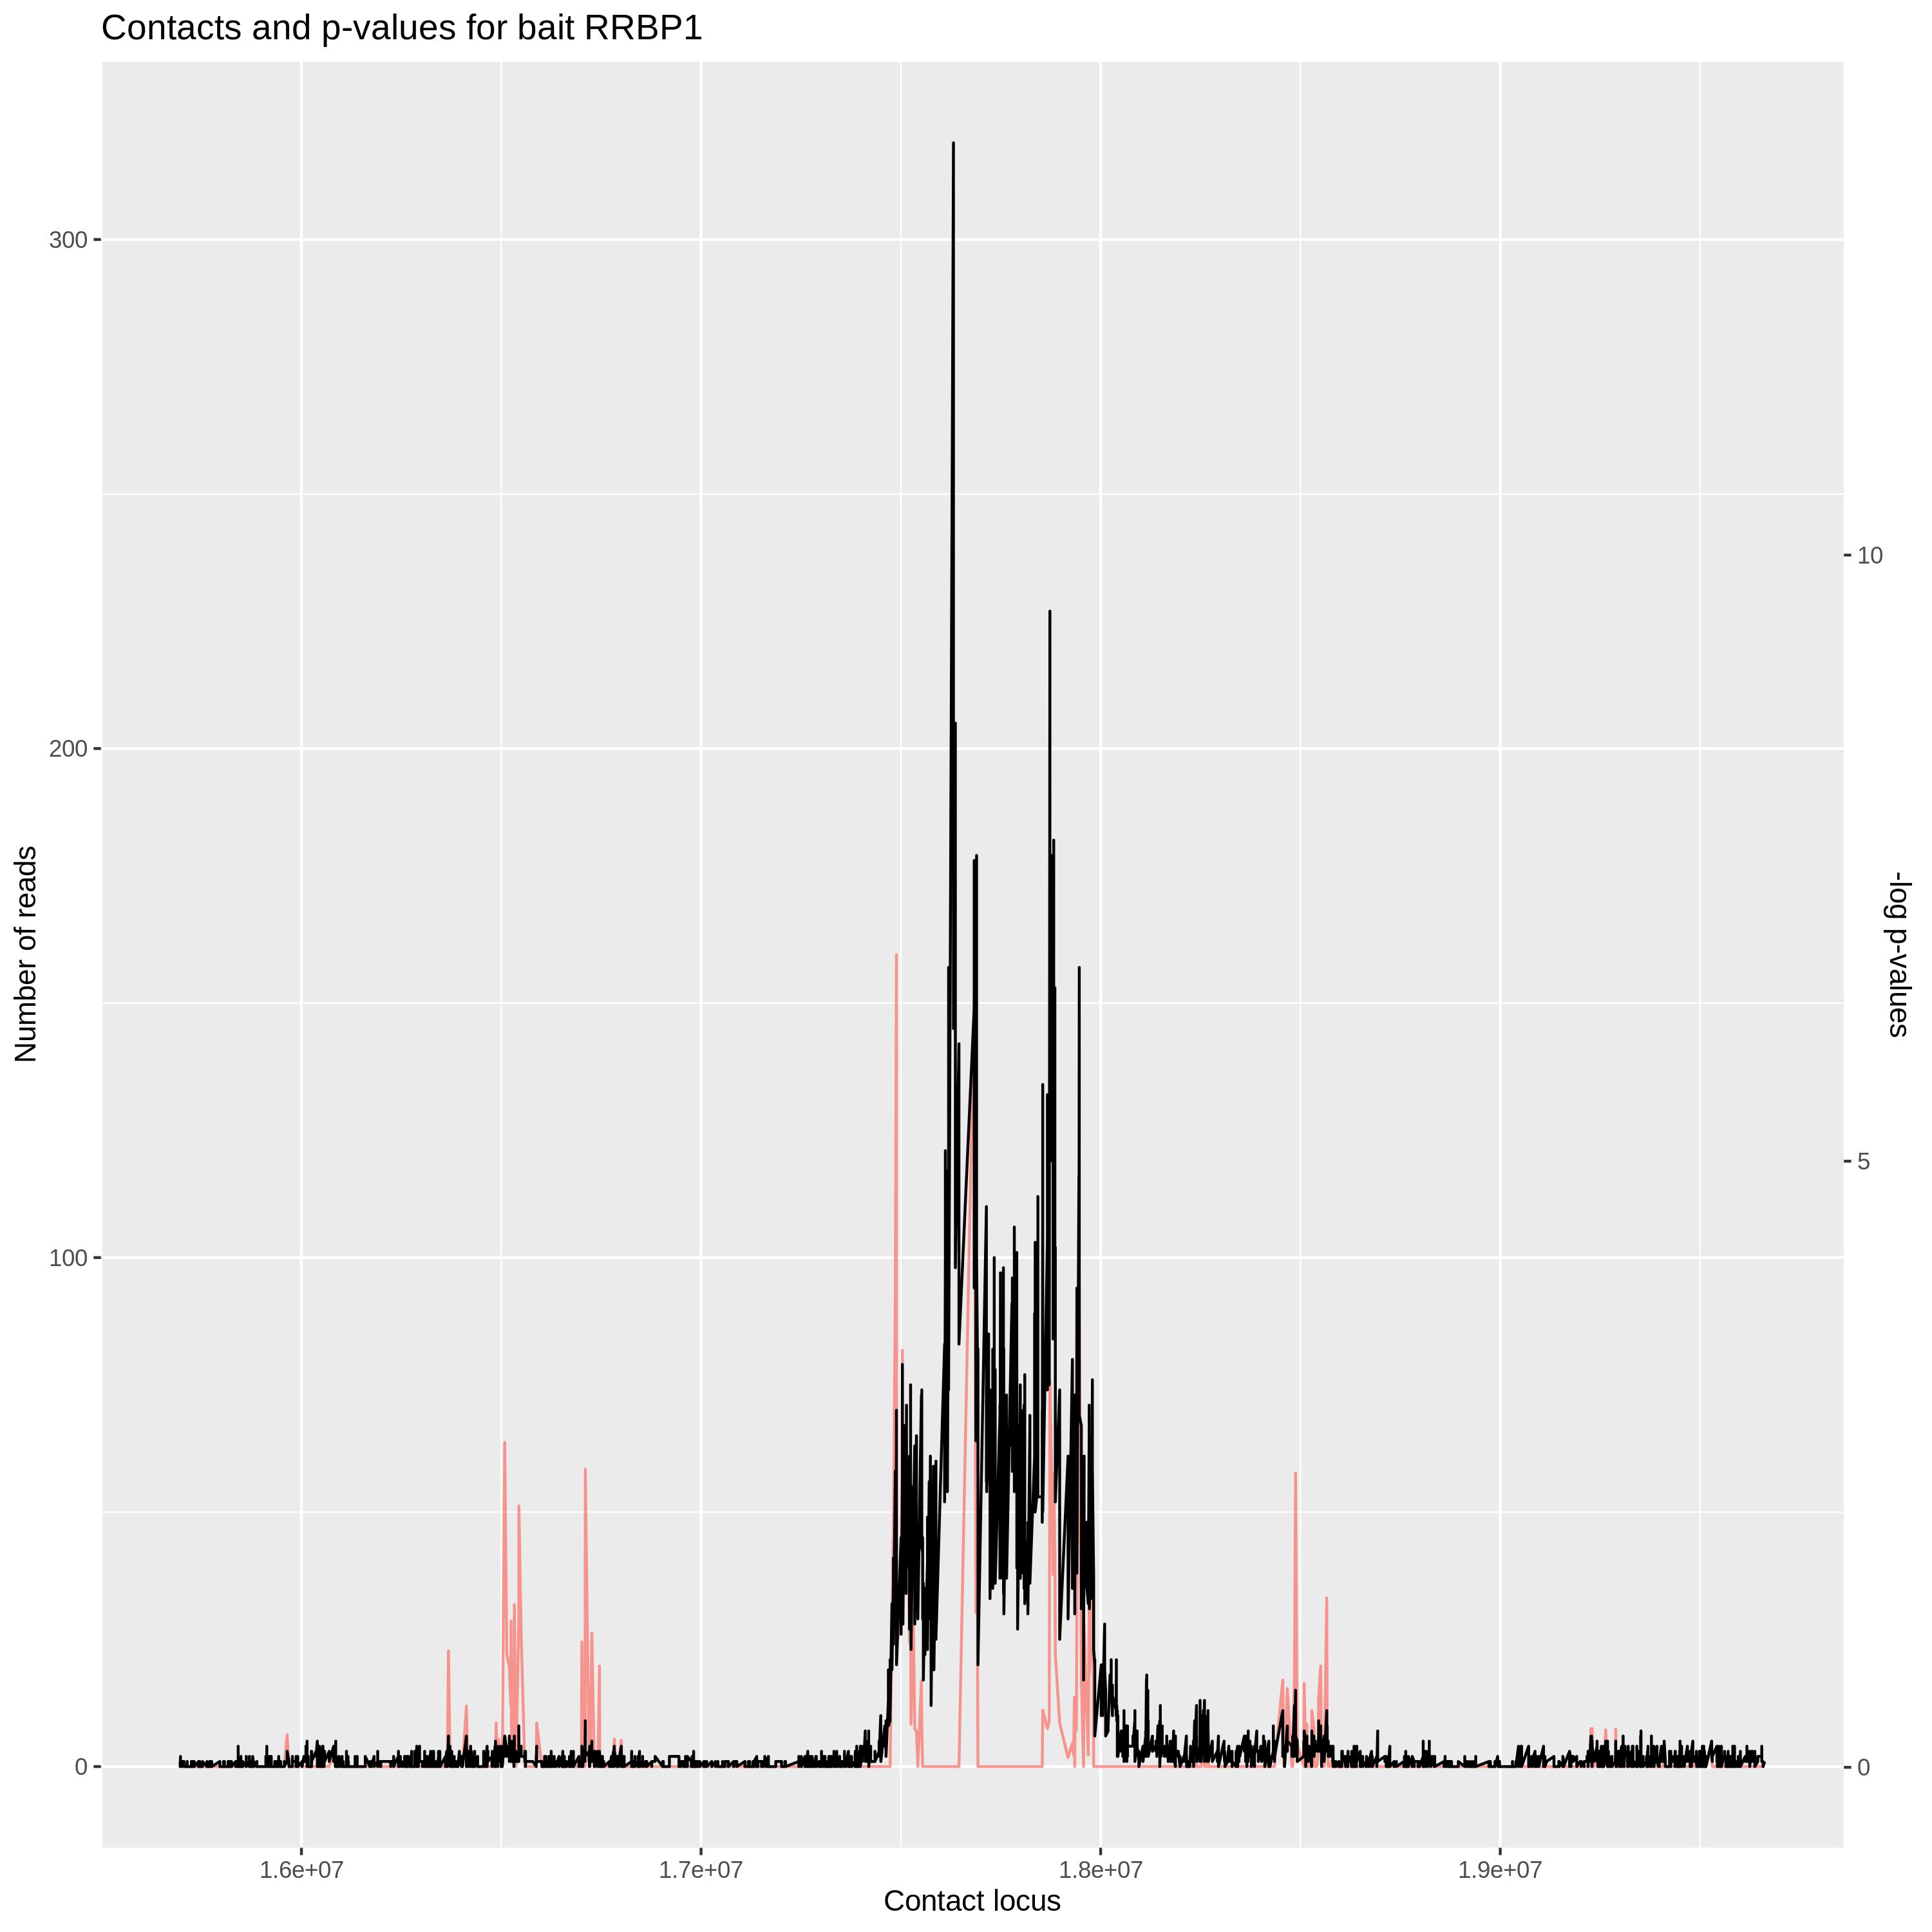 Contacts and p-values for bait RRBP1
300
200
100
0
Number of reads
10
5
0
-log p-values
1.6e+07
1.7e+07
1.8e+07
1.9e+07
Contact locus